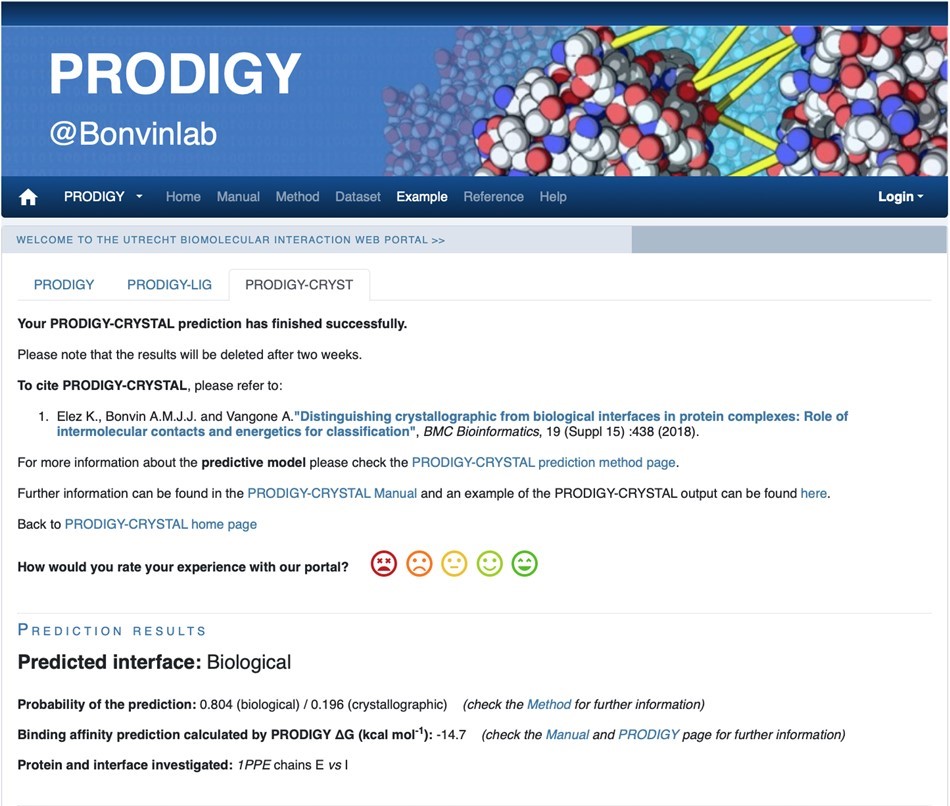 PRODIGY
@Bonvinlab
PRODIGY Home Manual Method Dataset Example Reference Help Login
WELCOME TO THE UTRECHT BIOMOLECULAR INTERACTION WEB PORTAL >>
PRODIGY PRODIGY-LIG PRODIGY-CRYST
Your PRODIGY-CRYSTAL prediction has finished successfully.
Please note that the results will be deleted after two weeks.
To cite PRODIGY-CRYSTAL, please refer to:
1. Elez K., Bonvin A.M.J.J. and Vangone A."Distinguishing crystallographic from biological interfaces in protein complexes: Role of
intermolecular contacts and energetics for classification", BMC Bioinformatics, 19 (Suppl 15) :438 (2018).
For more information about the predictive model please check the PRODIGY-CRYSTAL prediction method page.
Further information can be found in the PRODIGY-CRYSTAL Manual and an example of the PRODIGY-CRYSTAL output can be found here.
Back to PRODIGY-CRYSTAL home page
How would you rate your experience with our portal?
PREDICTION RESULTS
Predicted interface: Biological
Probability of the prediction: 0.804 (biological) / 0.196 (crystallographic) (check the Method for further information)
Binding affinity prediction calculated by PRODIGY ΔG (kcal mol⁻¹): -14.7 (check the Manual and PRODIGY page for further information)
Protein and interface investigated: 1PPE chains E vs I